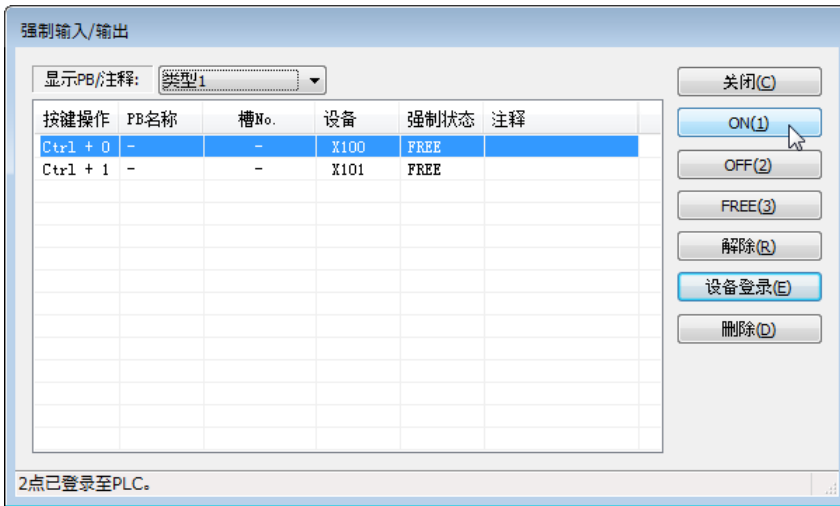 强制输入/输出
显示PB/注释: 类型1
按键操作 PB名称 槽No. 设备 强制状态 注释
Ctrl + 0 - - X100 FREE
Ctrl + 1 - - X101 FREE
关闭(C)
ON(1)
OFF(2)
FREE(3)
解除(R)
设备登录(E)
删除(D)
2点已登录至PLC。